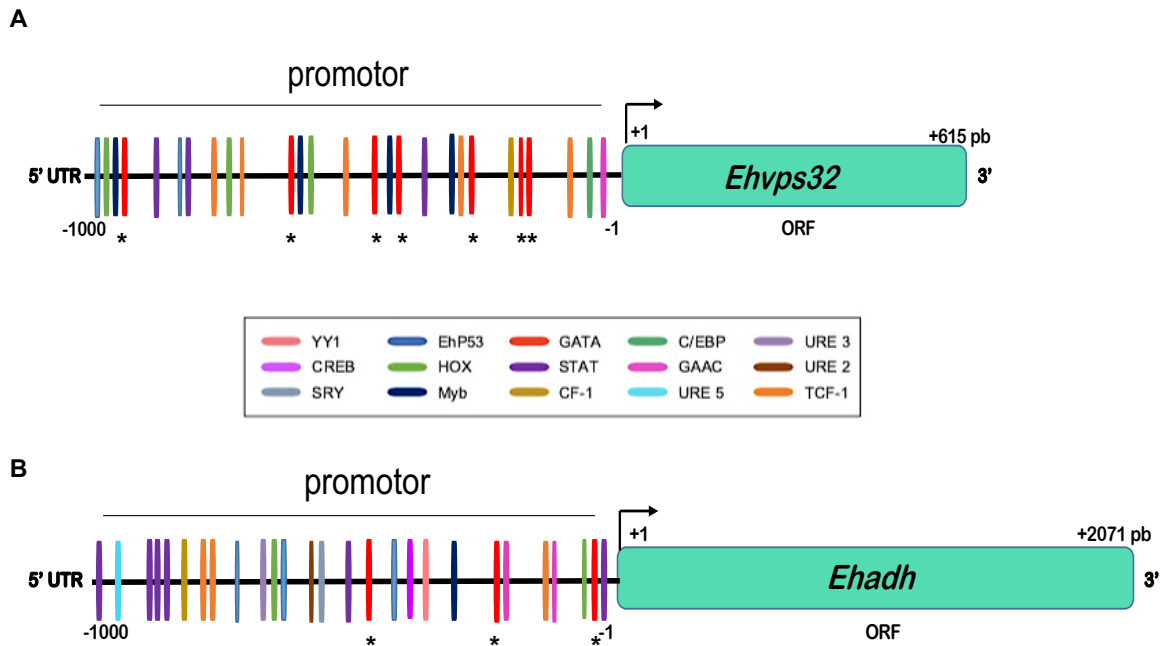 A
promotor
+1
+615 pb
5' UTR
Ehvps32
3'
-1000
-1
ORF
* * * * * **
YY1 EhP53 GATA C/EBP URE 3
CREB HOX STAT GAAC URE 2
SRY Myb CF-1 URE 5 TCF-1
B
promotor
+1
+2071 pb
5' UTR
Ehadh
3'
-1000
-1
ORF
* * *